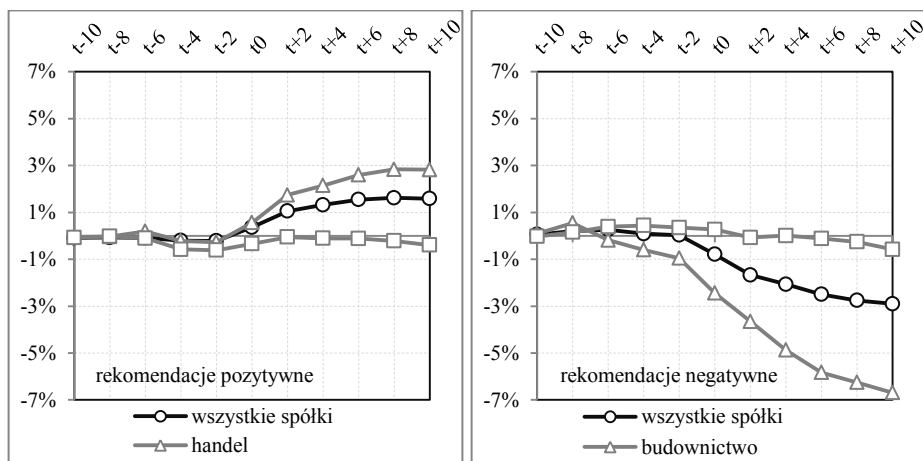 t-10 t-8 t-6 t-4 t-2 t0 t+2 t+4 t+6 t+8 t+10
7%
5%
3%
1%
-1%
-3%
-5%
-7%
rekomendacje pozytywne
wszystkie spółki
handel
t-10 t-8 t-6 t-4 t-2 t0 t+2 t+4 t+6 t+8 t+10
7%
5%
3%
1%
-1%
-3%
-5%
-7%
rekomendacje negatywne
wszystkie spółki
budownictwo